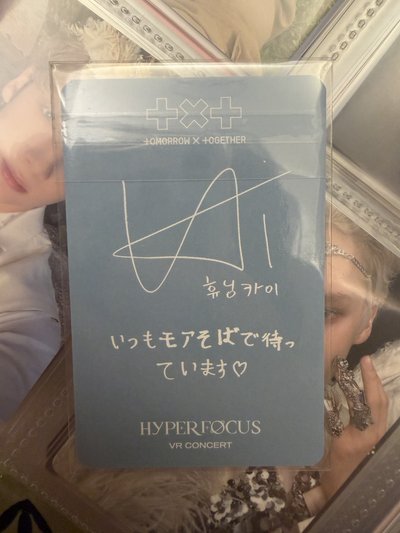 TOMORROW X TOGETHER
Kai
휴닝카이
いつもモアそばで待っ
ています♡
HYPERFOCUS
VR CONCERT